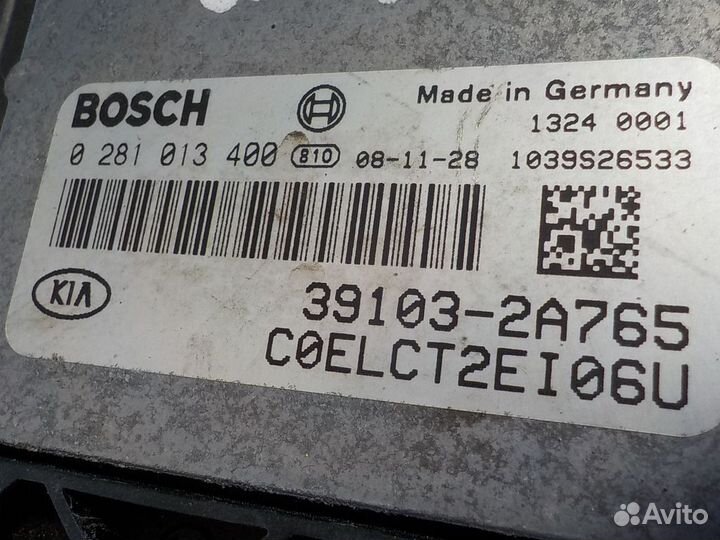 BOSCH
Made in Germany
1324 0001
0 281 013 400 810 08-11-28 1039S26533
KIA
39103-2A765
C0ELCT2EI06U
Avito